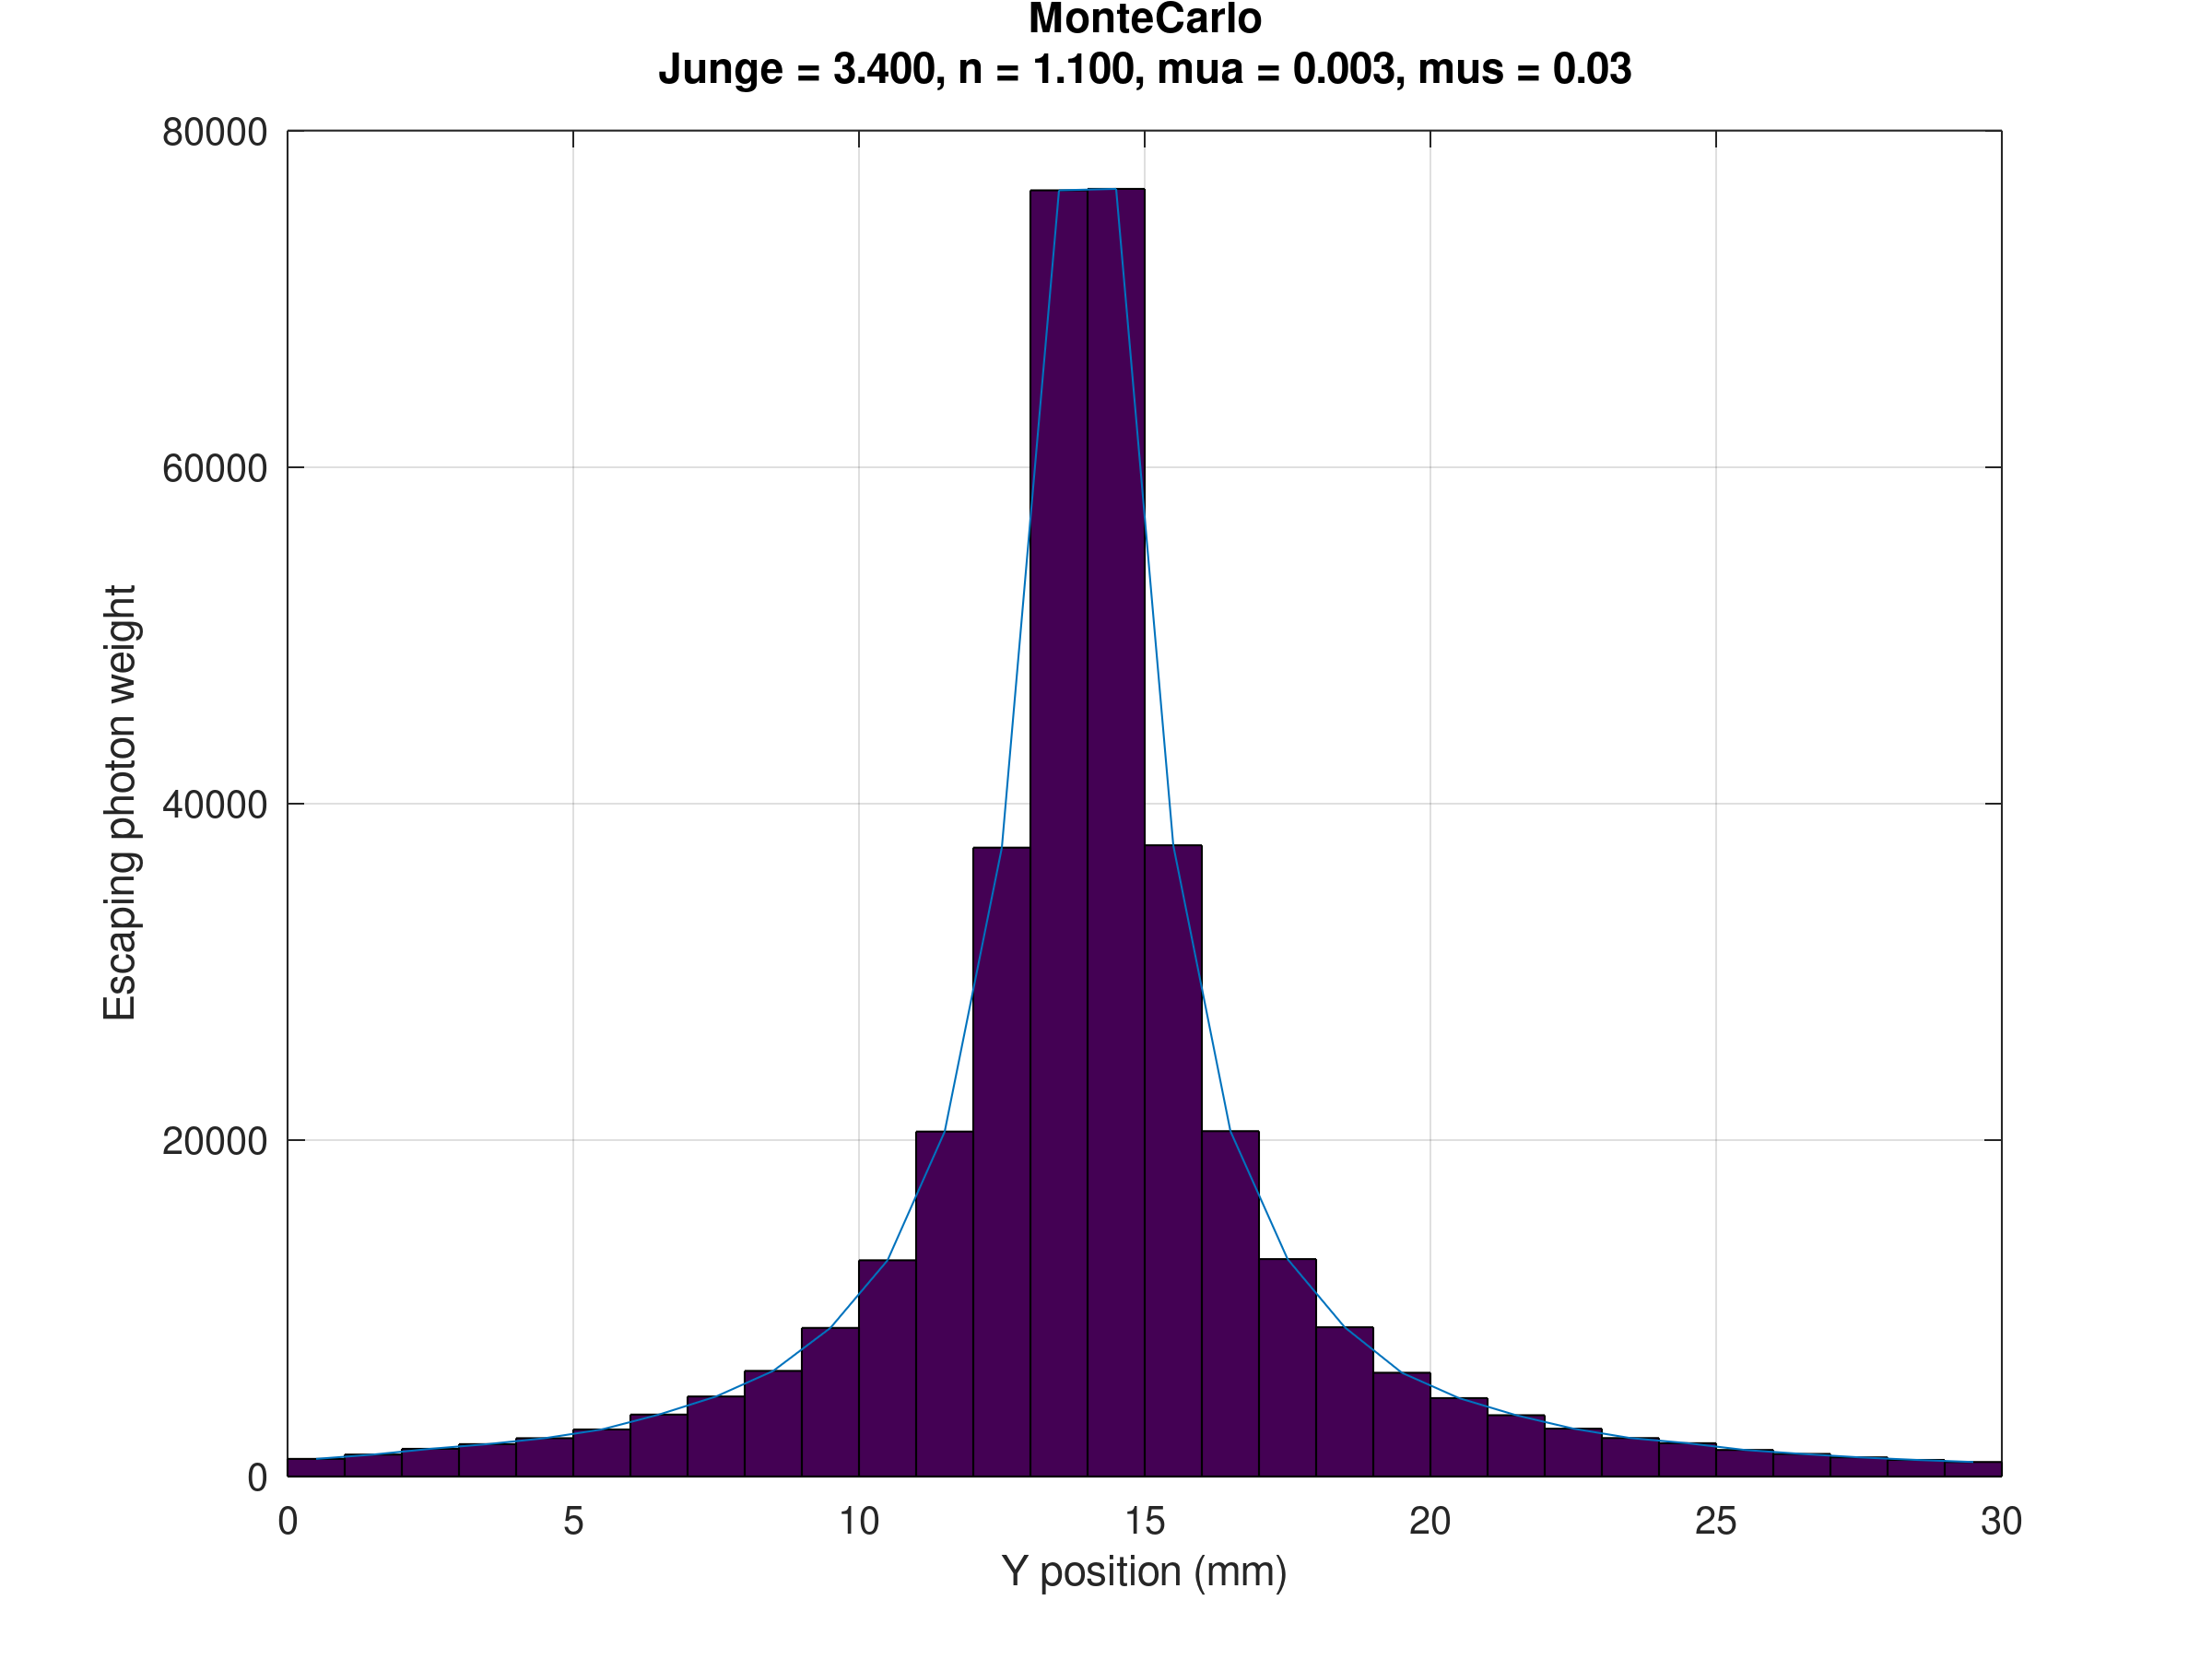 MonteCarlo
Junge = 3.400, n = 1.100, mua = 0.003, mus = 0.03
80000
60000
40000
20000
0
Escaping photon weight
0 5 10 15 20 25 30
Y position (mm)